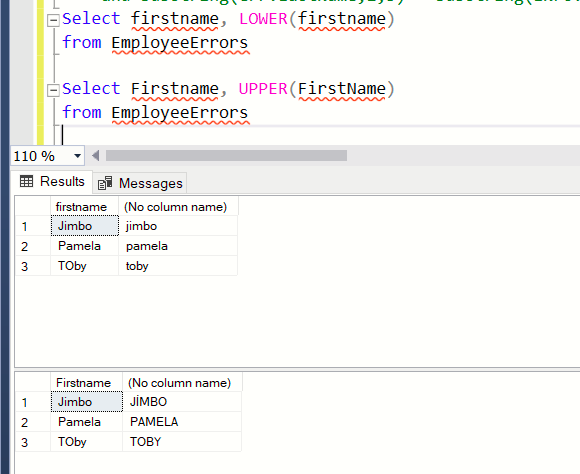 Select firstname, LOWER(firstname)
from EmployeeErrors
Select Firstname, UPPER(FirstName)
from EmployeeErrors
110 %
Results Messages
firstname (No column name)
1 Jimbo jimbo
2 Pamela pamela
3 TOby toby
Firstname (No column name)
1 Jimbo JİMBO
2 Pamela PAMELA
3 TOby TOBY